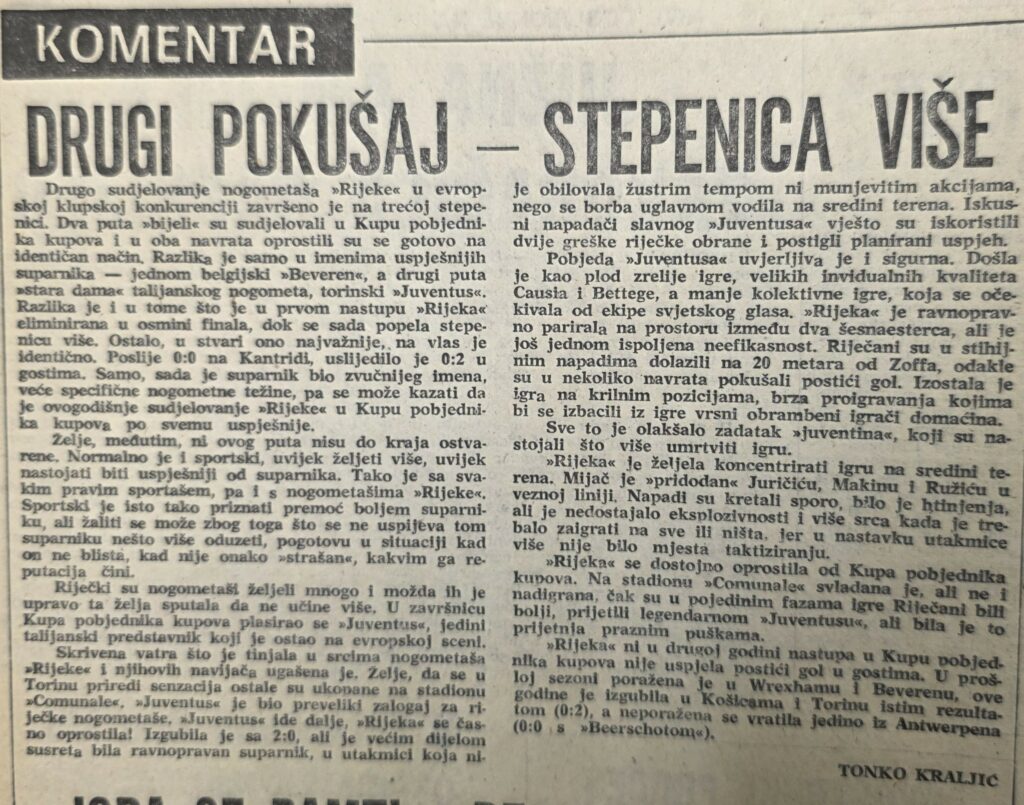 KOMENTAR
DRUGI POKUŠAJ — STEPENICA VIŠE
Drugo sudjelovanje nogometaša »Rijeke« u evrop-
skoj klupskoj konkurenciji završeno je na trećoj stepe-
nici. Dva puta »bijeli« su sudjelovali u Kupu pobjedni-
ka kupova i u oba navrata oprostili su se gotovo na
identičan način. Razlika je samo u imenima uspješnijih
suparnika — jednom belgijski »Beveren«, a drugi puta
»stara dama« talijanskog nogometa, torinski »Juventus«.
Razlika je i u tome što je u prvom nastupu »Rijeka«
eliminirana u osmini finala, dok se sada popela stepe-
nicu više. Ostalo, u stvari ono najvažnije, na vlas je
identično. Poslije 0:0 na Kantridi, uslijedilo je 0:2 u
gostima. Samo, sada je suparnik bio zvučnijeg imena,
veće specifične nogometne težine, pa se može kazati da
je ovogodišnje sudjelovanje »Rijeke« u Kupu pobjedni-
ka kupova po svemu uspješnije.
Želje, međutim, ni ovog puta nisu do kraja ostva-
rene. Normalno je i sportski, uvijek željeti više, uvijek
nastojati biti uspješniji od suparnika. Tako je sa sva-
kim pravim sportašem, pa i s nogometašima »Rijeke«.
Sportski je isto tako priznati premoć boljem suparni-
ku, ali žaliti se može zbog toga što se ne uspijeva tom
suparniku nešto više oduzeti, pogotovu u situaciji kad
on ne blista, kad nije onako »strašan«, kakvim ga re-
putacija čini.
Riječki su nogometaši željeli mnogo i možda ih je
upravo ta želja sputala da ne učine više. U završnicu
Kupa pobjednika kupova plasirao se »Juventus«, jedini
talijanski predstavnik koji je ostao na evropskoj sceni.
Skrivena vatra što je tinjala u srcima nogometaša
»Rijeke« i njihovih navijača ugašena je. Želje, da se u
Torinu priredi senzacija ostale su ukopane na stadionu
»Comunale«, »Juventus« je bio preveliki zalogaj za ri-
ječke nogometaše, »Juventus« ide dalje, »Rijeka« se čas-
no oprostila! Izgubila je sa 2:0, ali je većim dijelom
susreta bila ravnopravan suparnik, u utakmici koja ni-
je obilovala žustrim tempom ni munjevitim akcijama,
nego se borba uglavnom vodila na sredini terena. Iskus-
ni napadači slavnog »Juventusa« vješto su iskoristili
dvije greške riječke obrane i postigli planirani uspjeh.
Pobjeda »Juventusa« uvjerljiva je i sigurna. Došla
je kao plod zrelije igre, velikih invidualnih kvaliteta
Causia i Bettege, a manje kolektivne igre, koja se oče-
kivala od ekipe svjetskog glasa. »Rijeka« je ravnoprav-
no parirala na prostoru između dva šesnaesterca, ali je
još jednom ispoljena neefikasnost. Riječani su u stihij-
nim napadima dolazili na 20 metara od Zoffa, odakle
su u nekoliko navrata pokušali postići gol. Izostala je
igra na krilnim pozicijama, brza proigravanja kojima
bi se izbacili iz igre vrsni obrambeni igrači domaćina.
Sve to je olakšalo zadatak »juventina«, koji su na-
stojali što više umrtviti igru.
»Rijeka« je željela koncentrirati igru na sredini te-
rena. Mijač je »pridodan« Juričiću, Makinu i Ružiću u
veznoj liniji. Napadi su kretali sporo, bilo je htinjenja,
ali je nedostajalo eksplozivnosti i više srca kada je tre-
balo zaigrati na sve ili ništa, jer u nastavku utakmice
više nije bilo mjesta taktiziranju.
»Rijeka« se dostojno oprostila od Kupa pobjednika
kupova. Na stadionu »Comunale« svladana je, ali ne i
nadigrana, čak su u pojedinim fazama igre Riječani bili
bolji, prijetili legendarnom »Juventusu«, ali bila je to
prijetnja praznim puškama.
»Rijeka« ni u drugoj godini nastupa u Kupu pobjed-
nika kupova nije uspjela postići gol u gostima. U proš-
loj sezoni poražena je u Wrexhamu i Beverenu, ove
godine je izgubila u Košicama i Torinu istim rezulta-
tom (0:2), a neporažena se vratila jedino iz Antwerpena
(0:0 s »Beerschotom«).
TONKO KRALJIĆ